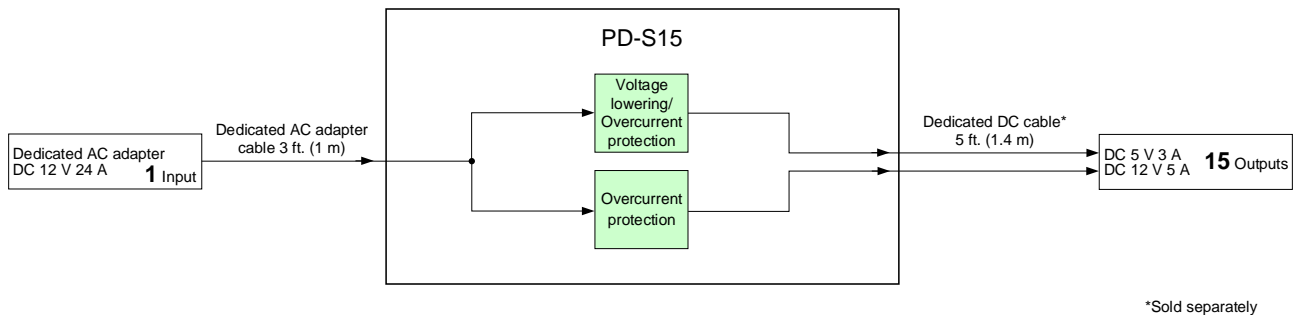 PD-S15
Voltage
lowering/
Overcurrent
protection
Dedicated AC adapter
cable 3 ft. (1 m)
Dedicated DC cable*
5 ft. (1.4 m)
Dedicated AC adapter
DC 12 V 24 A 1 Input
DC 5 V 3 A
DC 12 V 5 A 15 Outputs
Overcurrent
protection
*Sold separately